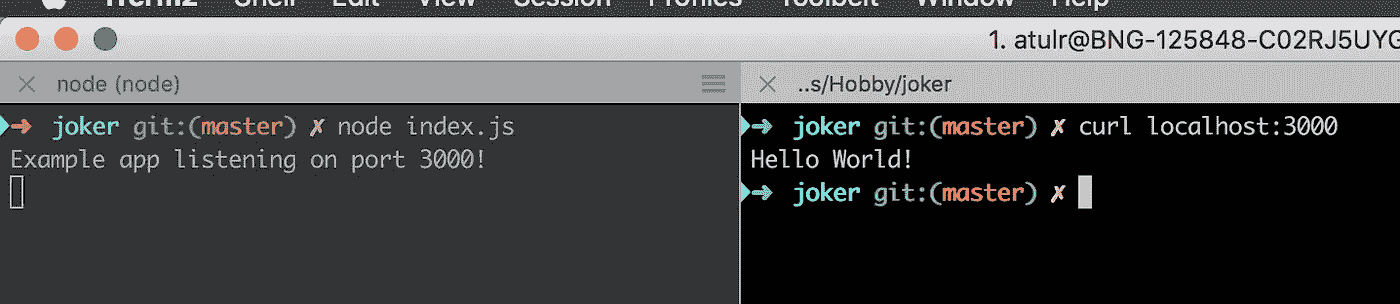 iTerm2 Shell Edit View Session Profiles Toolbelt Window Help
1. atulr@BNG-125848-C02RJ5UYG
node (node)
➜ joker git:(master) ✗ node index.js
Example app listening on port 3000!
..s/Hobby/joker
➜ joker git:(master) ✗ curl localhost:3000
Hello World!
➜ joker git:(master) ✗